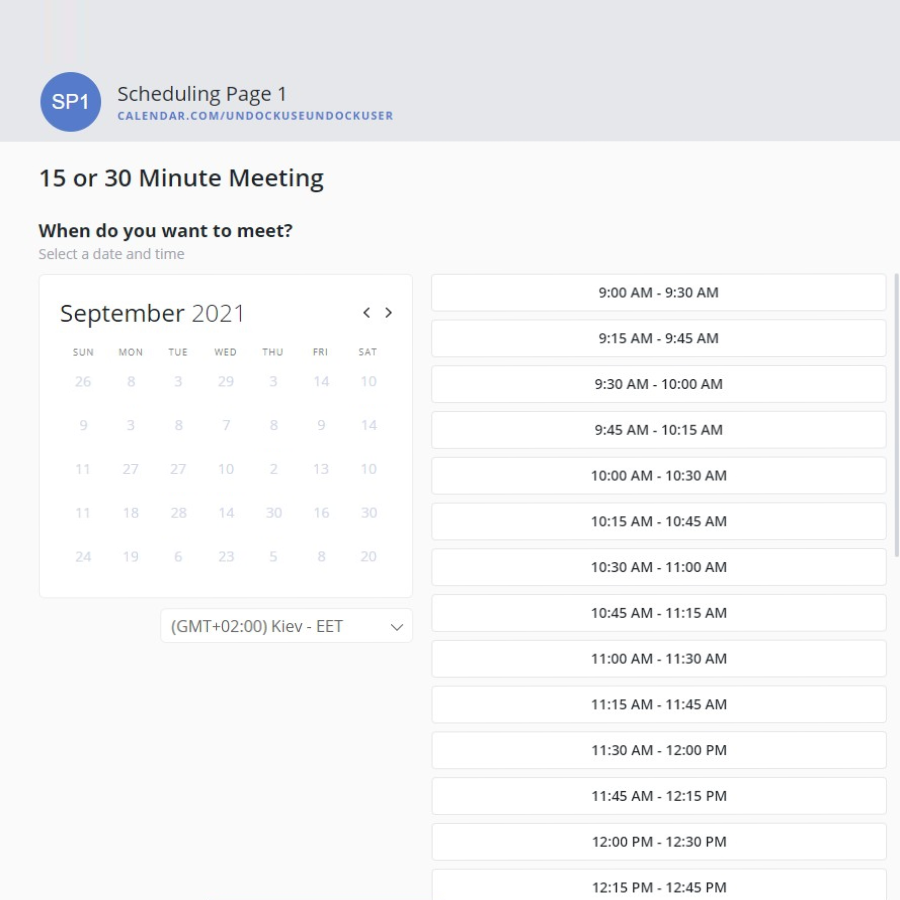 SP1
Scheduling Page 1
CALENDAR.COM/UNDOCKUSEUNDOCKUSER
15 or 30 Minute Meeting
When do you want to meet?
Select a date and time
September 2021
SUN MON TUE WED THU FRI SAT
26 8 3 29 3 14 10
9 3 8 7 8 9 14
11 27 27 10 2 13 10
11 18 28 14 30 16 30
24 19 6 23 5 8 20
(GMT+02:00) Kiev - EET
9:00 AM - 9:30 AM
9:15 AM - 9:45 AM
9:30 AM - 10:00 AM
9:45 AM - 10:15 AM
10:00 AM - 10:30 AM
10:15 AM - 10:45 AM
10:30 AM - 11:00 AM
10:45 AM - 11:15 AM
11:00 AM - 11:30 AM
11:15 AM - 11:45 AM
11:30 AM - 12:00 PM
11:45 AM - 12:15 PM
12:00 PM - 12:30 PM
12:15 PM - 12:45 PM